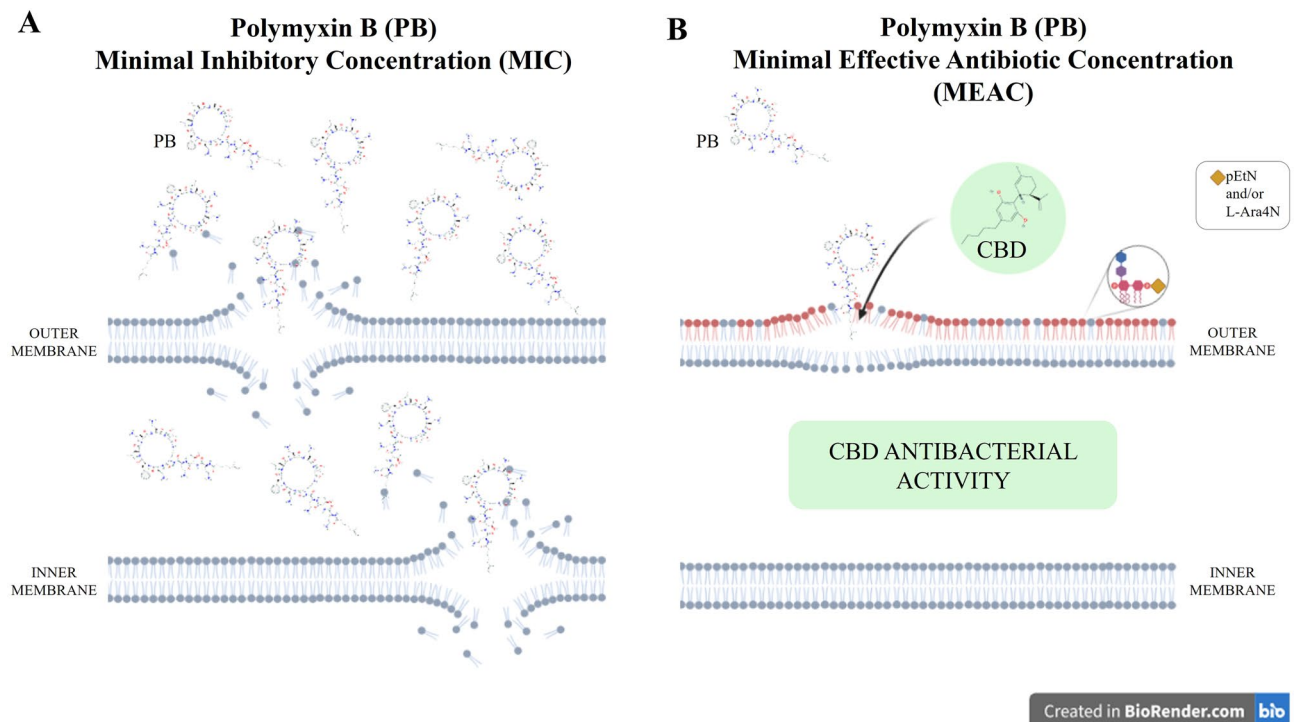 A
Polymyxin B (PB)
Minimal Inhibitory Concentration (MIC)
PB
OUTER
MEMBRANE
INNER
MEMBRANE
B
Polymyxin B (PB)
Minimal Effective Antibiotic Concentration
(MEAC)
PB
CBD
pEtN
and/or
L-Ara4N
OUTER
MEMBRANE
CBD ANTIBACTERIAL
ACTIVITY
INNER
MEMBRANE
Created in BioRender.com bio